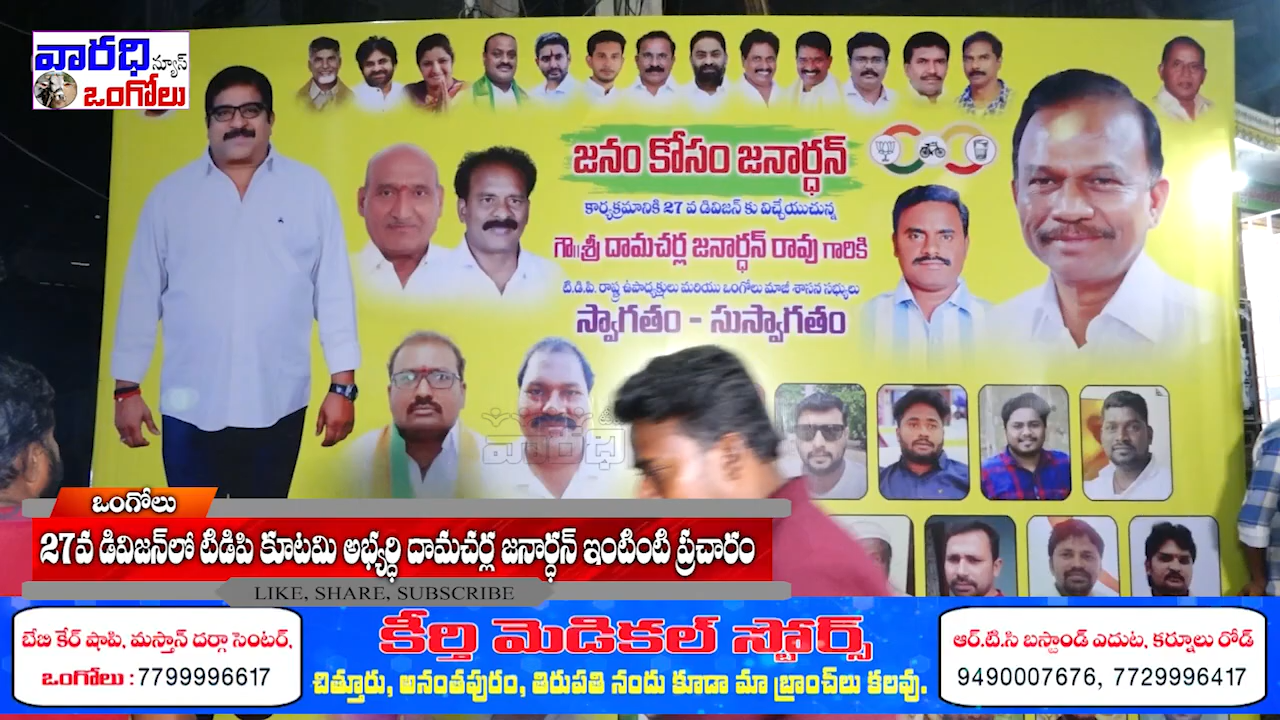 వారధి న్యూస్
ఒంగోలు
జనం కోసం జనార్ధన్
కార్యక్రమానికి 27 వ డివిజన్ కు విచ్చేయుచున్న
గౌ॥శ్రీ దామచర్ల జనార్ధన్ రావు గారికి
టి.డి.పి. రాష్ట్ర ఉపాధ్యక్షులు మరియు ఒంగోలు మాజీ శాసన సభ్యులు
స్వాగతం - సుస్వాగతం
వారధి
ఒంగోలు
27వ డివిజన్‌లో టిడిపి కూటమి అభ్యర్ధి దామచర్ల జనార్ధన్ ఇంటింటి ప్రచారం
LIKE, SHARE, SUBSCRIBE
బేబి కేర్ షాపి, మస్తాన్ దర్గా సెంటర్,
ఒంగోలు : 7799996617
కీర్తి మెడికల్ స్టోర్స్
చిత్తూరు, అనంతపురం, తిరుపతి నందు కూడా మా బ్రాంచ్‌లు కలవు.
ఆర్.టి.సి బస్టాండ్ ఎదుట, కర్నూలు రోడ్
9490007676, 7729996417